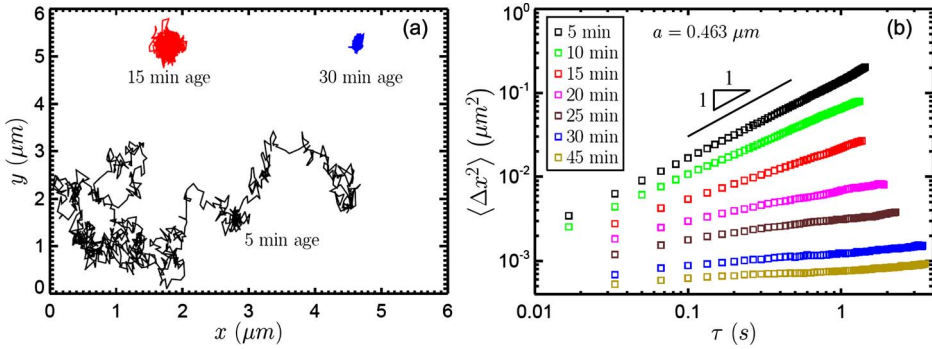 (a)
6
5
4
3
2
1
0
y (μm)
15 min age
30 min age
5 min age
0
1
2
3
4
5
6
x (μm)
(b)
10⁰
10⁻¹
10⁻²
10⁻³
⟨Δx²⟩ (μm²)
5 min
10 min
15 min
20 min
25 min
30 min
45 min
a = 0.463 μm
1
1
0.01
0.1
1
τ (s)